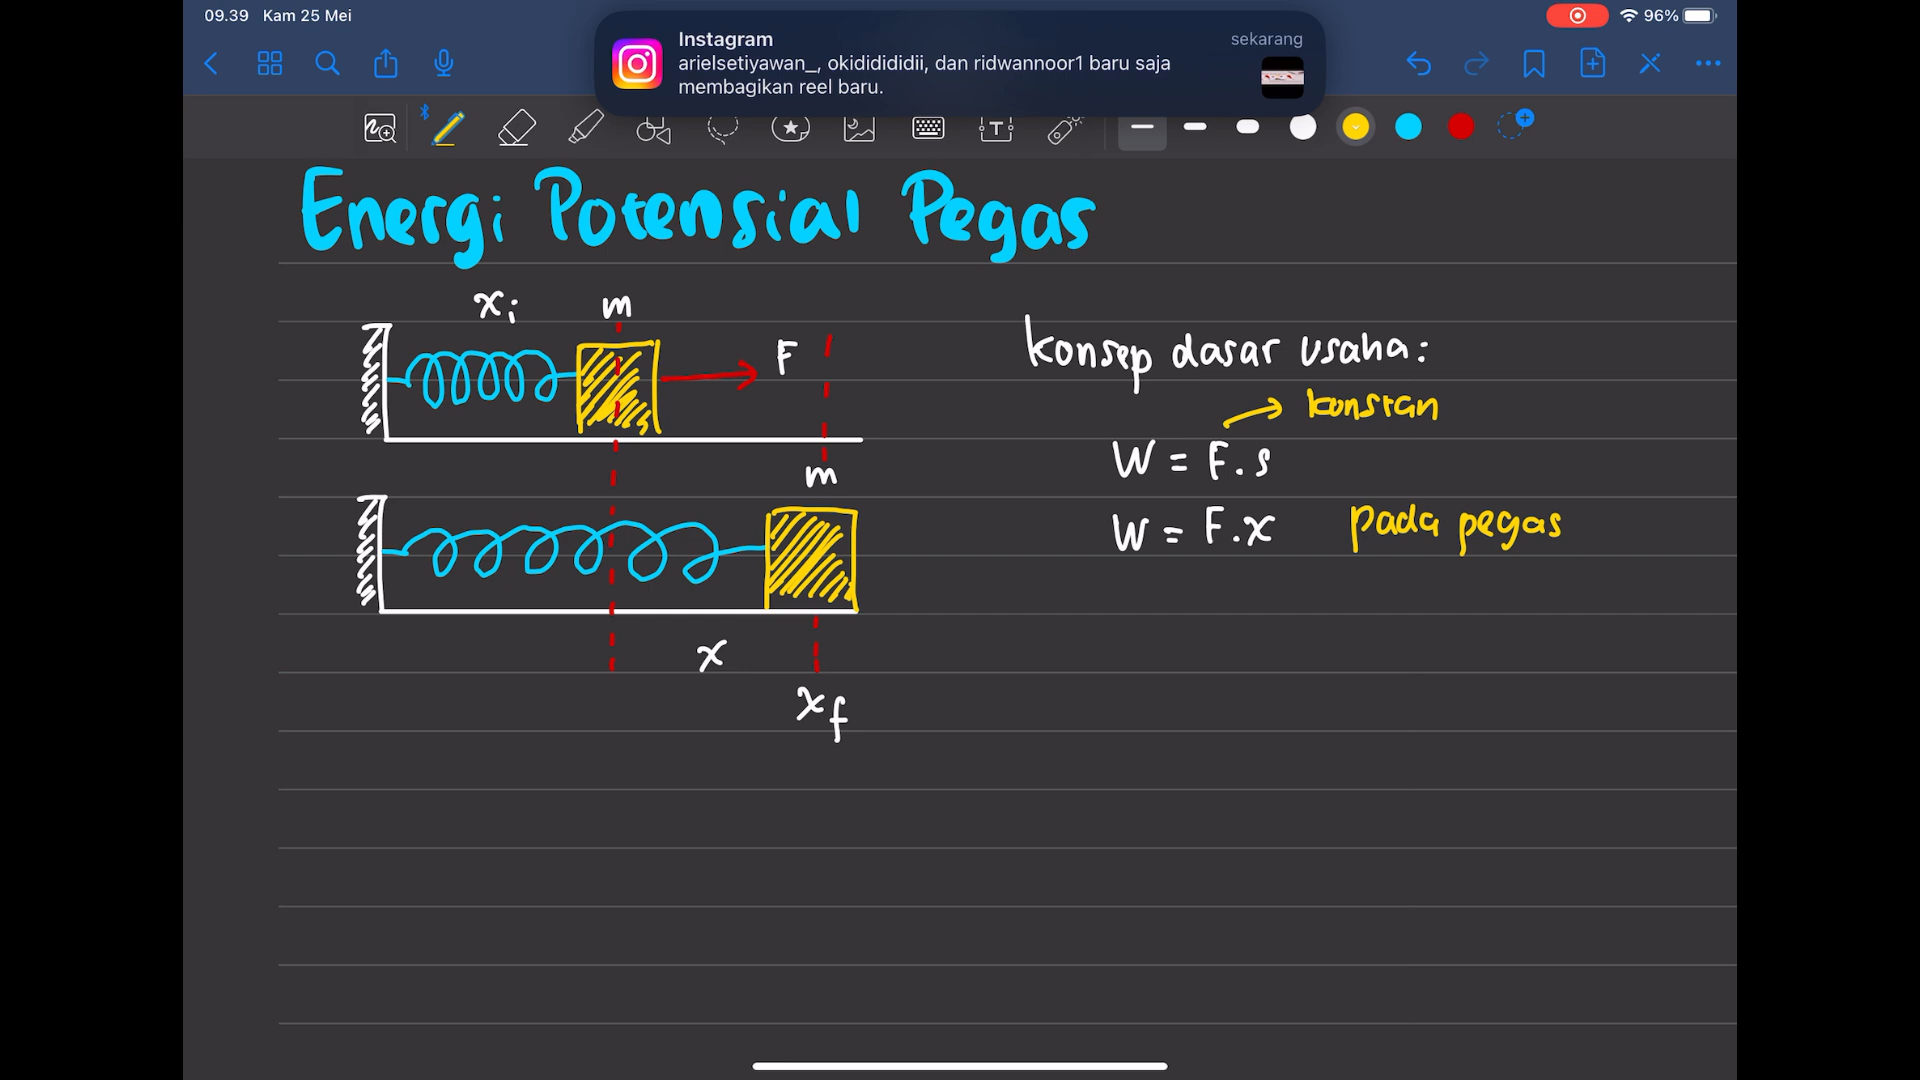 09.39 Kam 25 Mei
96%
Instagram
sekarang
arielsetiyawan_, okididididii, dan ridwannoor1 baru saja
membagikan reel baru.
T
Energi Potensial Pegas
xi m
F
m
x
xf
konsep dasar usaha:
konstan
W = F.s
W = F.x pada pegas